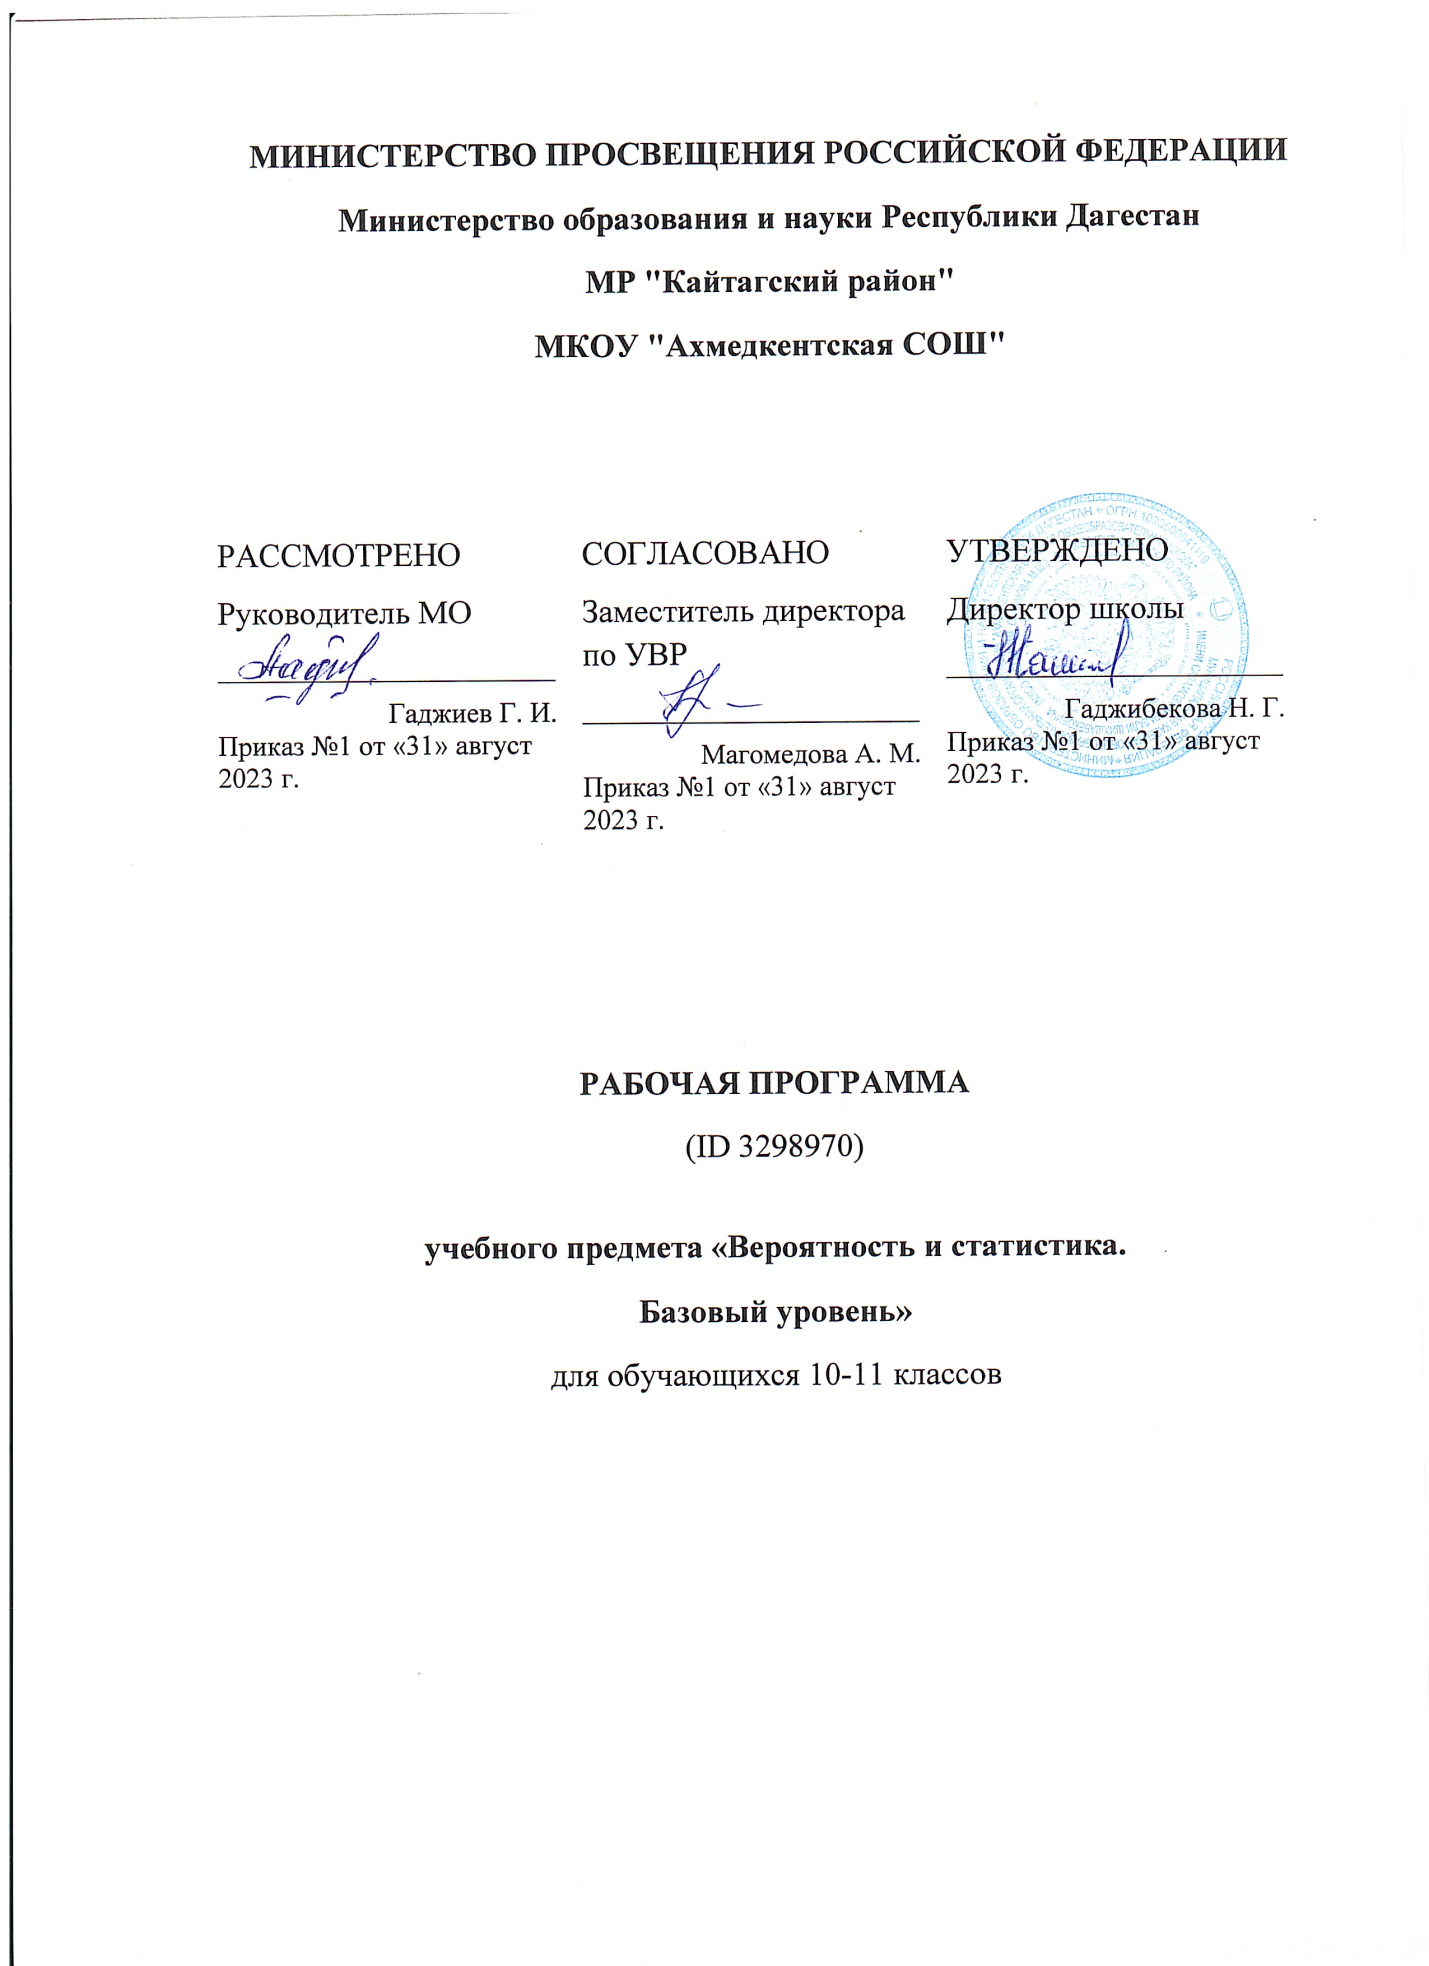 МИНИСТЕРСТВО ПРОСВЕЩЕНИЯ РОССИЙСКОЙ ФЕДЕРАЦИИ
Министерство образования и науки Республики Дагестан
МР "Кайтагский район"
МКОУ "Ахмедкентская СОШ"
РАССМОТРЕНО
Руководитель МО
Гаджиев Г. И.
Приказ №1 от «31» август
2023 г.
СОГЛАСОВАНО
Заместитель директора
по УВР
Магомедова А. М.
Приказ №1 от «31» август
2023 г.
УТВЕРЖДЕНО
Директор школы
Гаджибекова Н. Г.
Приказ №1 от «31» август
2023 г.
РАБОЧАЯ ПРОГРАММА
(ID 3298970)
учебного предмета «Вероятность и статистика.
Базовый уровень»
для обучающихся 10-11 классов